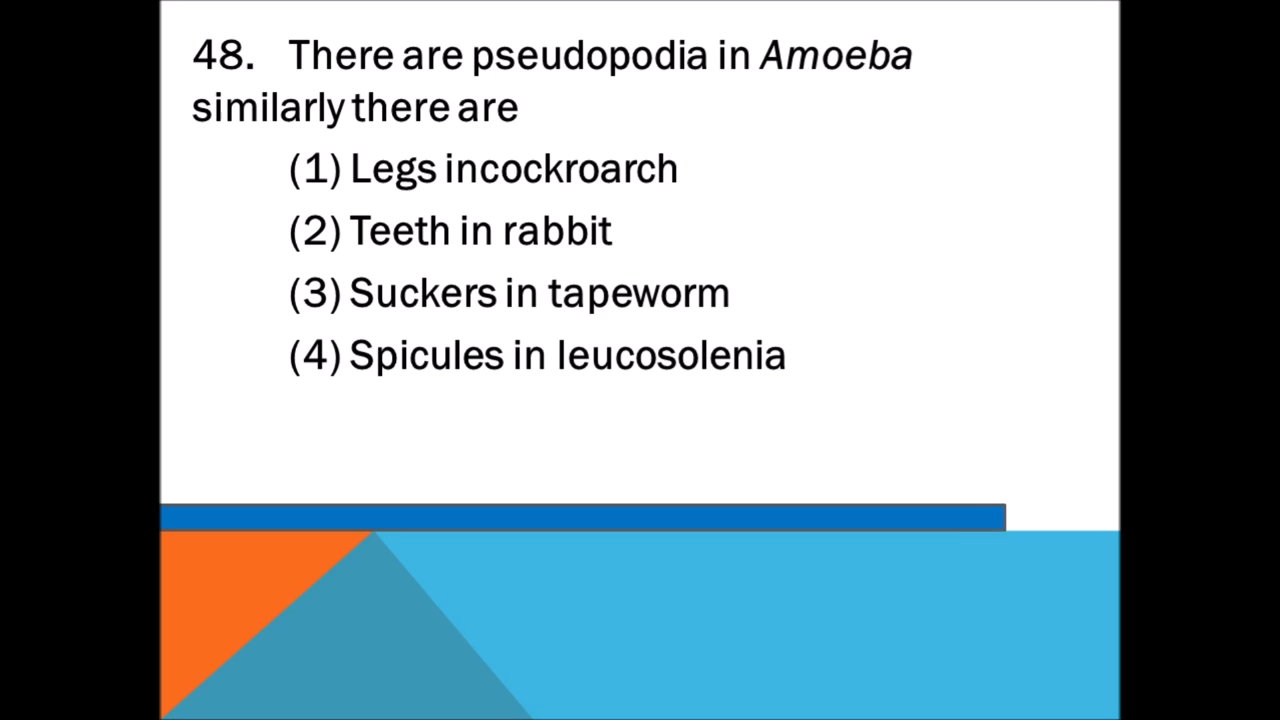 48. There are pseudopodia in Amoeba
similarly there are
(1) Legs incockroarch
(2) Teeth in rabbit
(3) Suckers in tapeworm
(4) Spicules in leucosolenia